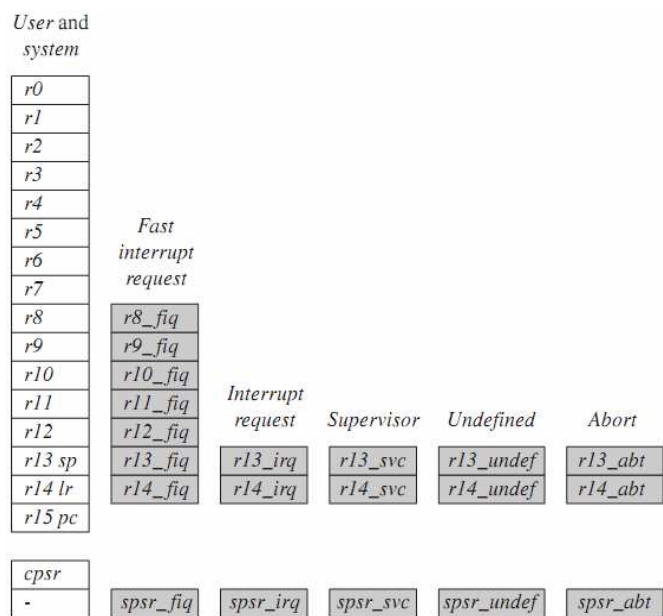 User and
system
r0
r1
r2
r3
r4
r5
r6
r7
Fast
interrupt
request
r8 r8_fiq
r9 r9_fiq
r10 r10_fiq
r11 r11_fiq
r12 r12_fiq
Interrupt
request Supervisor Undefined Abort
r13 sp r13_fiq r13_irq r13_svc r13_undef r13_abt
r14 lr r14_fiq r14_irq r14_svc r14_undef r14_abt
r15 pc
cpsr
- spsr_fiq spsr_irq spsr_svc spsr_undef spsr_abt